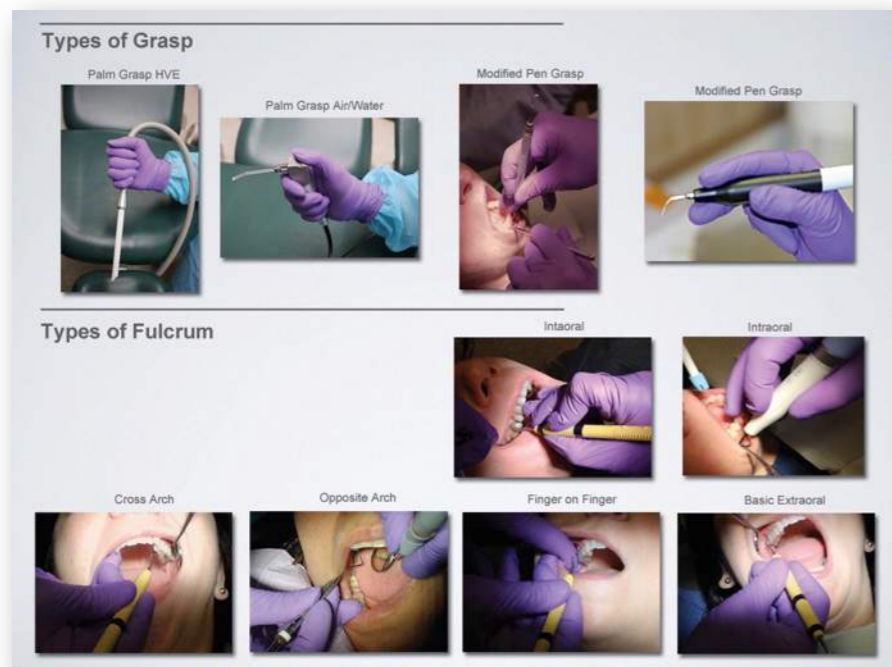 Types of Grasp
Palm Grasp HVE
Palm Grasp Air/Water
Modified Pen Grasp
Modified Pen Grasp
Types of Fulcrum
Intaoral
Intraoral
Cross Arch
Opposite Arch
Finger on Finger
Basic Extraoral